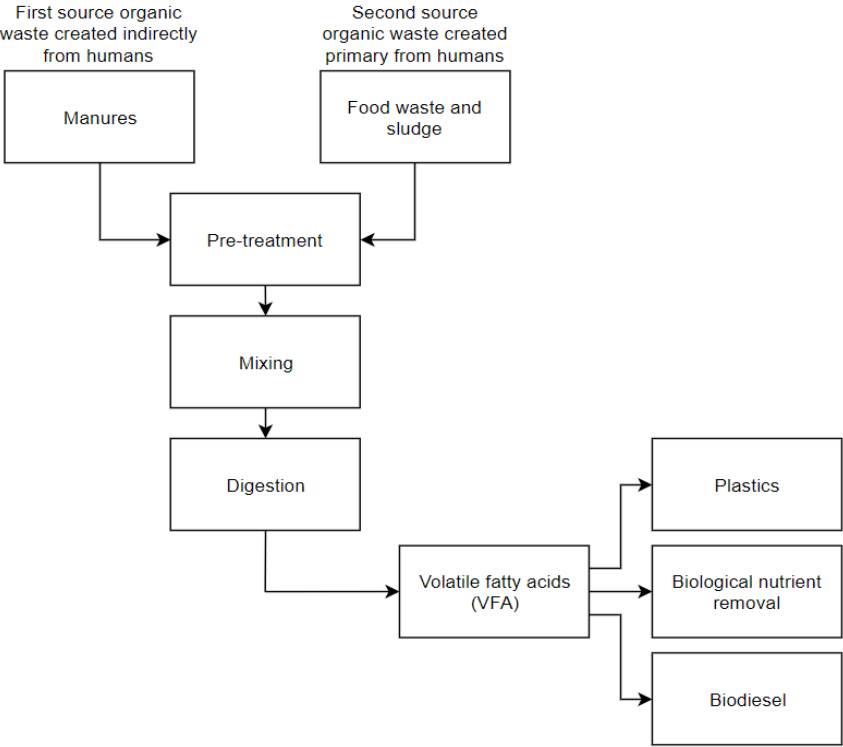 First source organic
waste created indirectly
from humans
Second source
organic waste created
primary from humans
Manures
Food waste and
sludge
Pre-treatment
Mixing
Digestion
Volatile fatty acids
(VFA)
Plastics
Biological nutrient
removal
Biodiesel